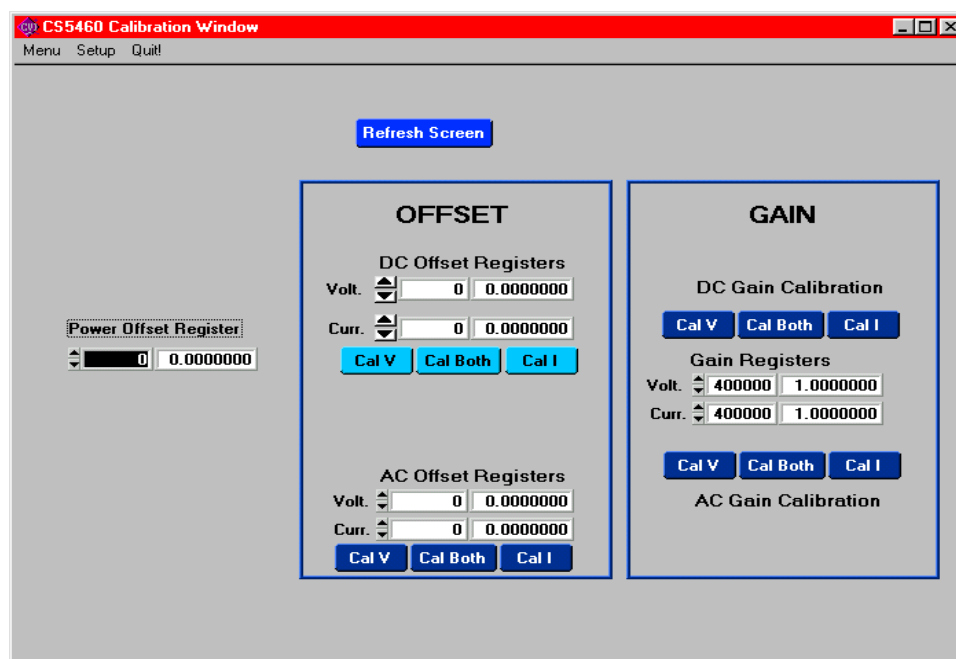 CS5460 Calibration Window
Menu Setup Quit!
Refresh Screen
Power Offset Register
0 0.0000000
OFFSET
DC Offset Registers
Volt. 0 0.0000000
Curr. 0 0.0000000
Cal V Cal Both Cal I
AC Offset Registers
Volt. 0 0.0000000
Curr. 0 0.0000000
Cal V Cal Both Cal I
GAIN
DC Gain Calibration
Cal V Cal Both Cal I
Gain Registers
Volt. 400000 1.0000000
Curr. 400000 1.0000000
Cal V Cal Both Cal I
AC Gain Calibration